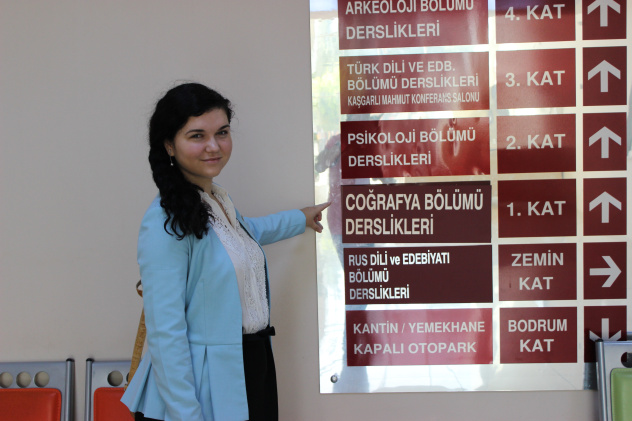 ARKEOLOJİ BÖLÜMÜ
DERSLİKLERİ
4. KAT
TÜRK DİLİ VE EDB.
BÖLÜMÜ DERSLİKLERİ
KAŞGARLI MAHMUT KONFERAKS SALONU
3. KAT
PSİKOLOJİ BÖLÜMÜ
DERSLİKLERİ
2. KAT
COĞRAFYA BÖLÜMÜ
DERSLİKLERİ
1. KAT
RUS DİLİ ve EDEBİYATI
BÖLÜMÜ
DERSLİKLERİ
ZEMİN
KAT
KANTİN / YEMEKHANE
KAPALI OTOPARK
BODRUM
KAT